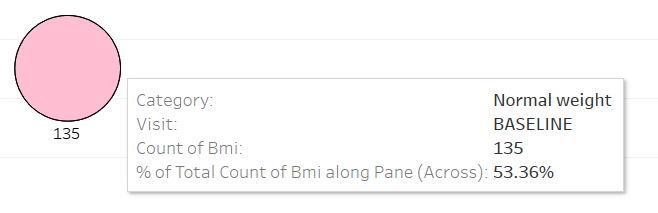 135
Category: Normal weight
Visit: BASELINE
Count of Bmi: 135
% of Total Count of Bmi along Pane (Across): 53.36%